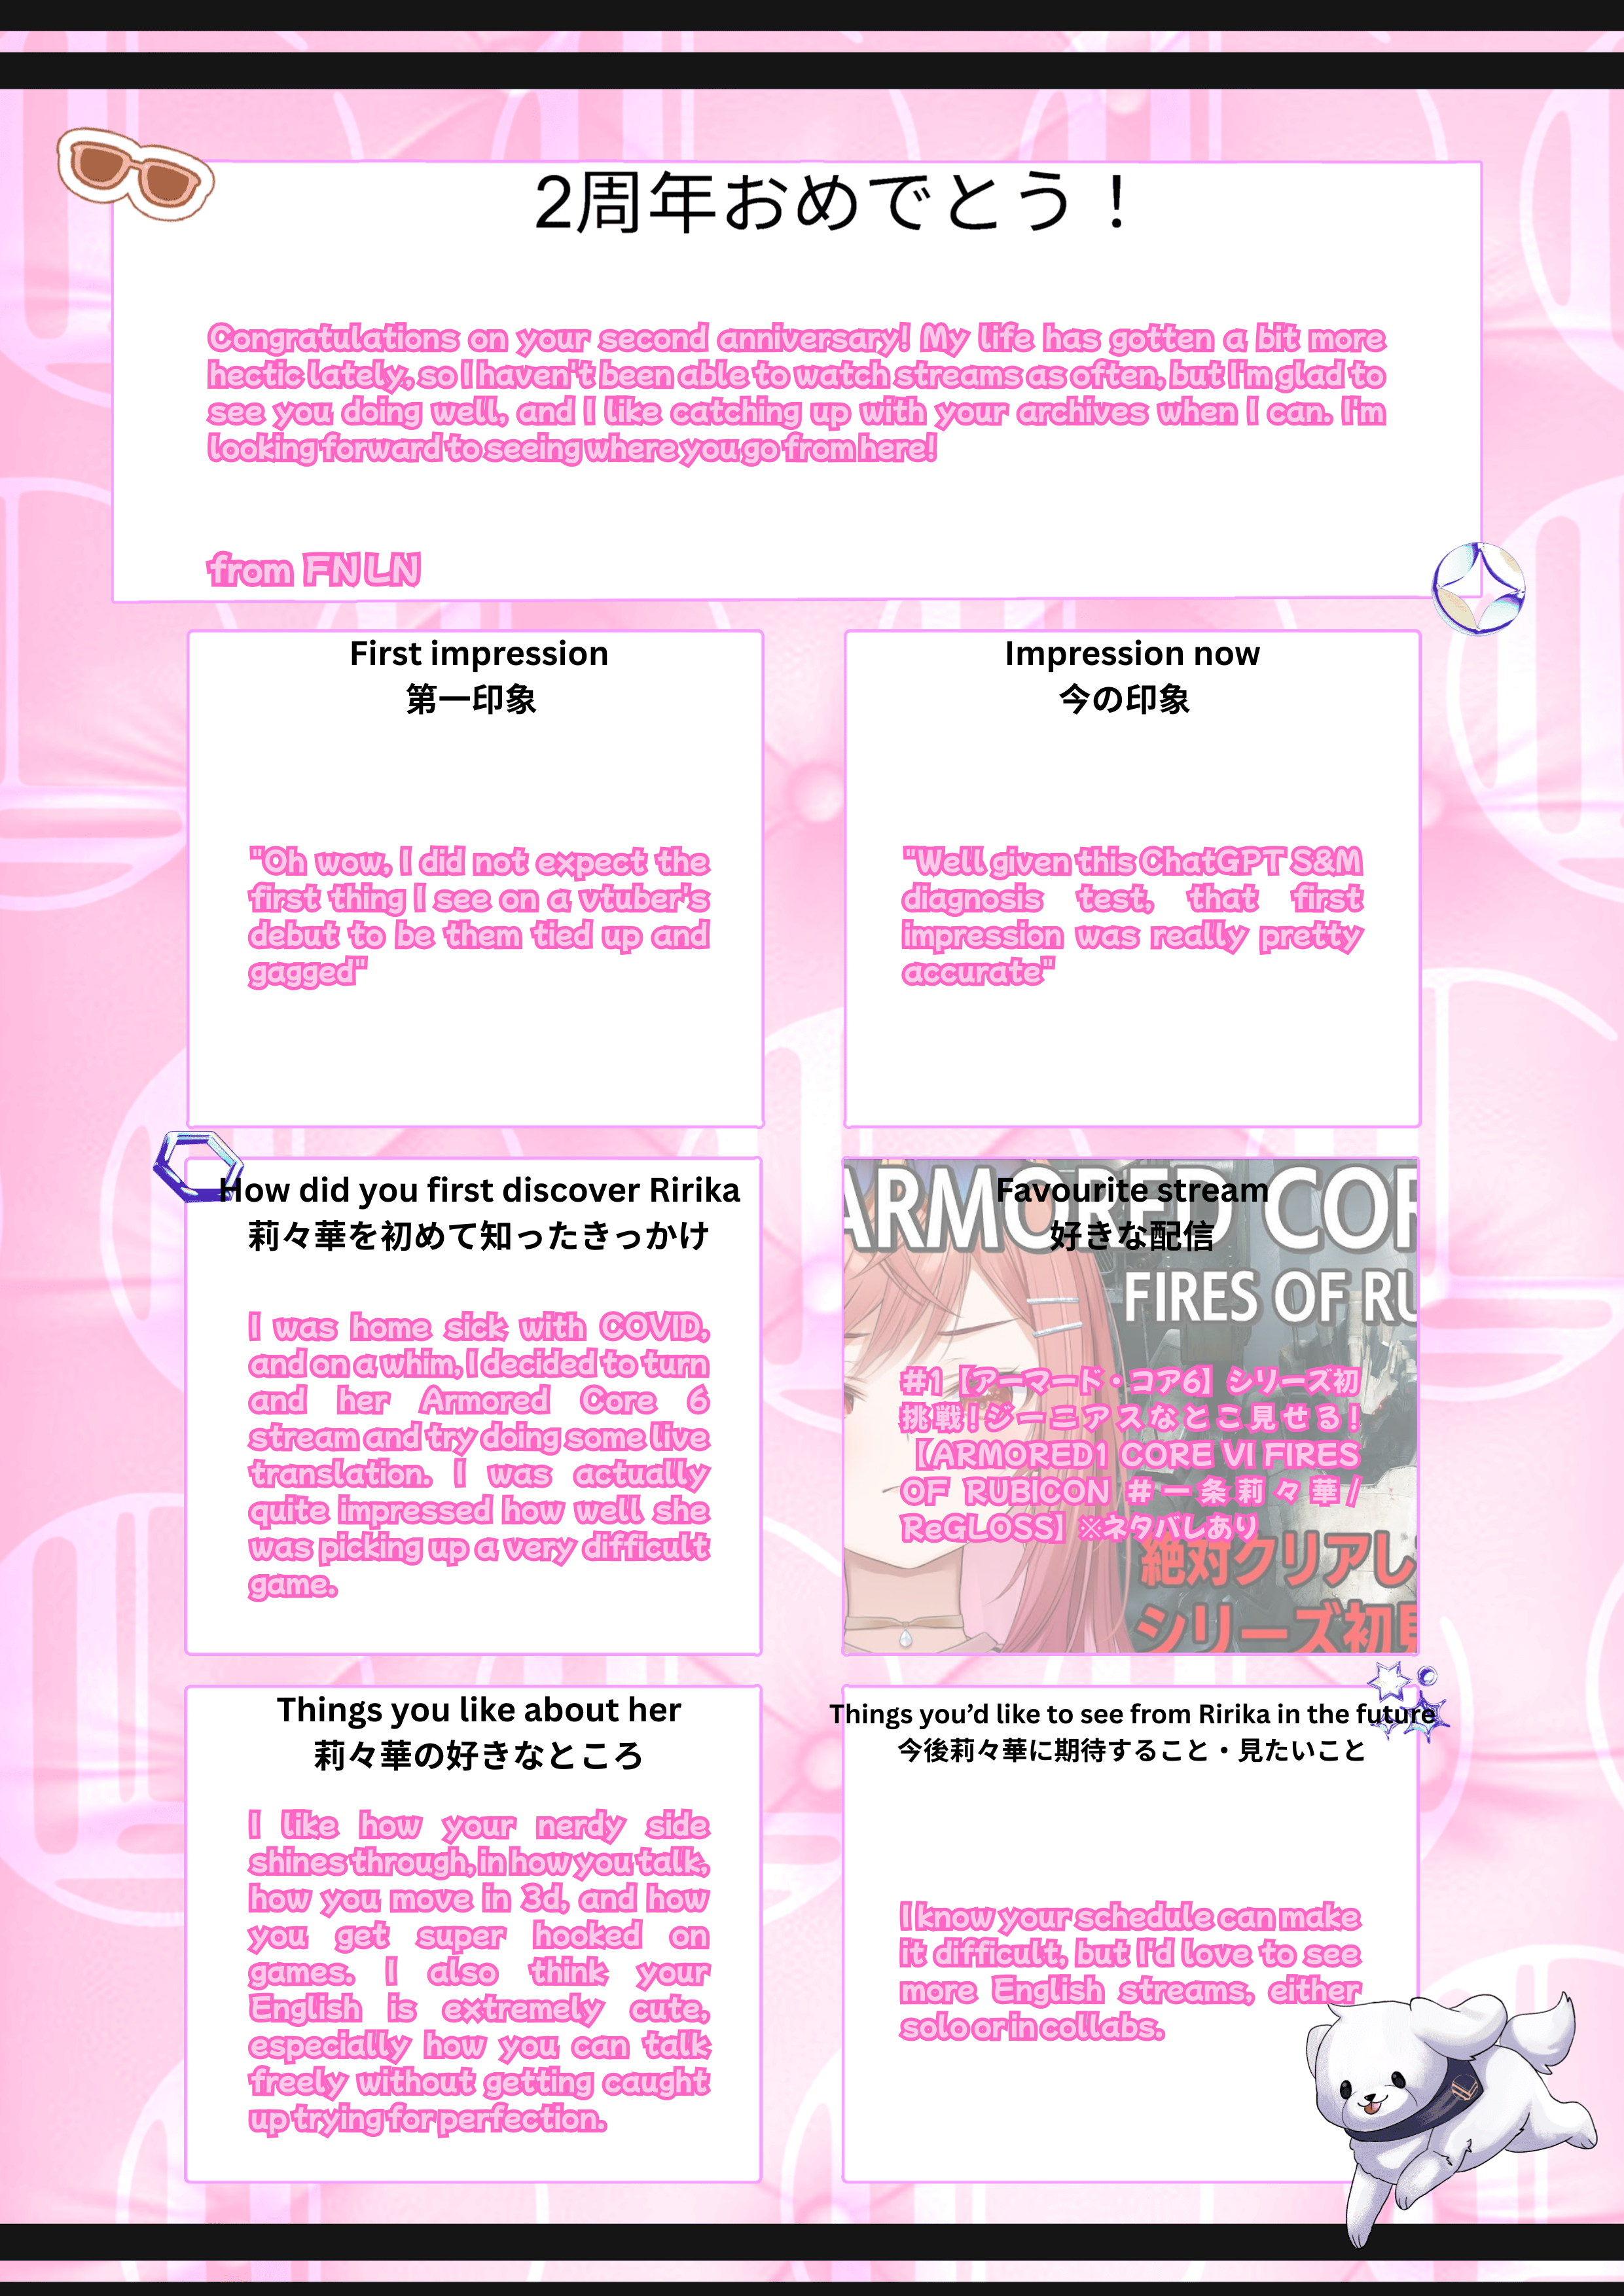 2周年おめでとう！
Congratulations on your second anniversary! My life has gotten a bit more
hectic lately, so I haven't been able to watch streams as often, but I'm glad to
see you doing well, and I like catching up with your archives when I can. I'm
looking forward to seeing where you go from here!
from FN LN
First impression
第一印象
"Oh wow, I did not expect the
first thing I see on a vtuber's
debut to be them tied up and
gagged"
Impression now
今の印象
"Well given this ChatGPT S&M
diagnosis test, that first
impression was really pretty
accurate"
How did you first discover Ririka
莉々華を初めて知ったきっかけ
I was home sick with COVID,
and on a whim, I decided to turn
and her Armored Core 6
stream and try doing some live
translation. I was actually
quite impressed how well she
was picking up a very difficult
game.
Favourite stream
好きな配信
ARMORED COR
FIRES OF RU
#1【アーマード・コア6】シリーズ初
挑戦！ジーニアスなとこ見せる！
【ARMORED1 CORE VI FIRES
OF RUBICON #一条莉々華/
ReGLOSS】※ネタバレあり
絶対クリアし
シリーズ初見
Things you like about her
莉々華の好きなところ
I like how your nerdy side
shines through, in how you talk,
how you move in 3d, and how
you get super hooked on
games. I also think your
English is extremely cute,
especially how you can talk
freely without getting caught
up trying for perfection.
Things you'd like to see from Ririka in the future
今後莉々華に期待すること・見たいこと
I know your schedule can make
it difficult, but I'd love to see
more English streams, either
solo or in collabs.